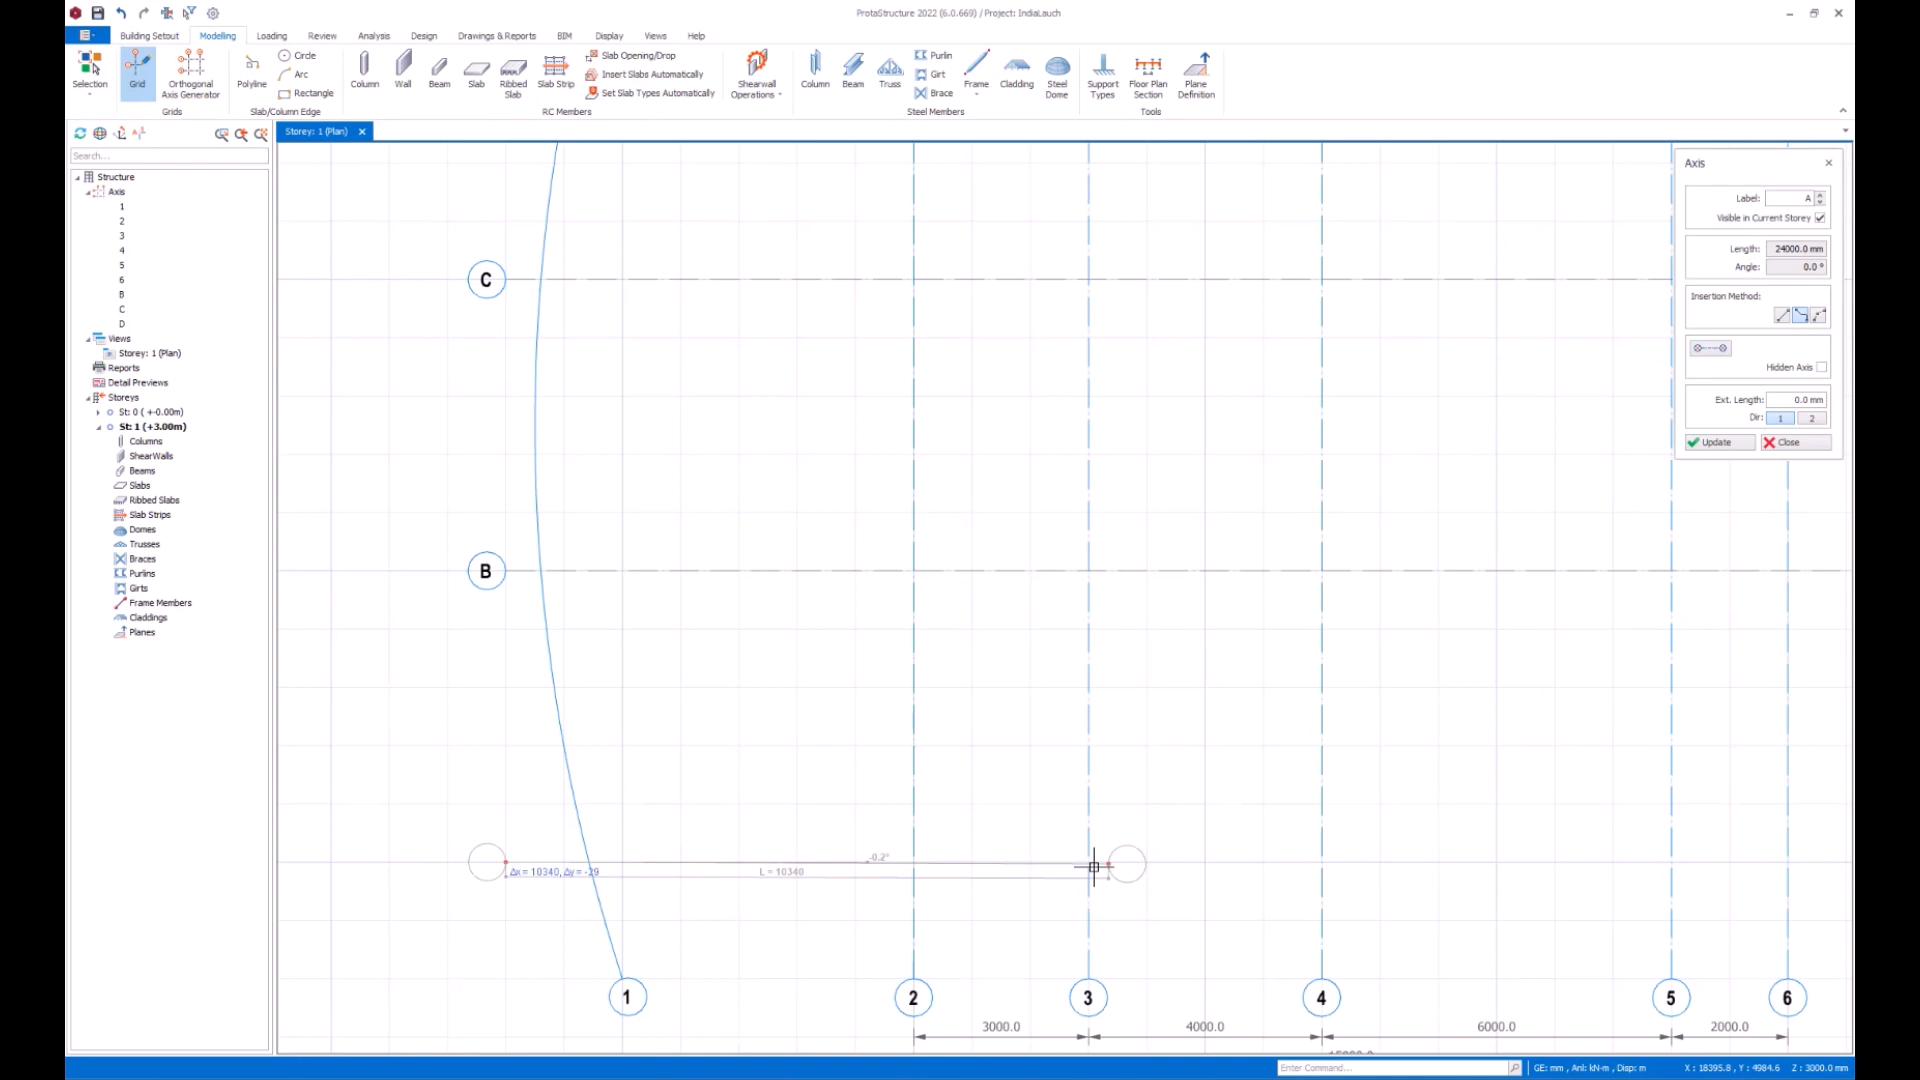 ProtaStructure 2022 (6.0.669) / Project: IndiaLauch
Building Setout Modelling Loading Review Analysis Design Drawings & Reports BIM Display Views Help
Selection Grid Orthogonal Axis Generator Polyline Circle Arc Rectangle Column Wall Beam Slab Ribbed Slab Slab Strip Slab Opening/Drop Insert Slabs Automatically Set Slab Types Automatically Shearwall Operations Column Beam Truss Purlin Girt Brace Frame Cladding Steel Dome Support Types Floor Plan Section Plane Definition
Grids Slab/Column Edge RC Members Steel Members Tools
Storey: 1 (Plan)
Search...
Structure
Axis
1
2
3
4
5
6
B
C
D
Views
Storey: 1 (Plan)
Reports
Detail Previews
Storeys
St: 0 ( +-0.00m)
St: 1 (+3.00m)
Columns
ShearWalls
Beams
Slabs
Ribbed Slabs
Slab Strips
Domes
Trusses
Braces
Purlins
Girts
Frame Members
Claddings
Planes
C
B
-0.2°
Δx = 10340, Δy = -29 L = 10340
1 2 3 4 5 6
3000.0 4000.0 6000.0 2000.0
Axis
Label: A
Visible in Current Storey
Length: 24000.0 mm
Angle: 0.0 °
Insertion Method:
Hidden Axis
Ext. Length: 0.0 mm
Dir: 1 2
Update Close
Enter Command... GE: mm , Anl: kN-m , Disp: m X : 18395.8 , Y : 4984.6 Z : 3000.0 mm